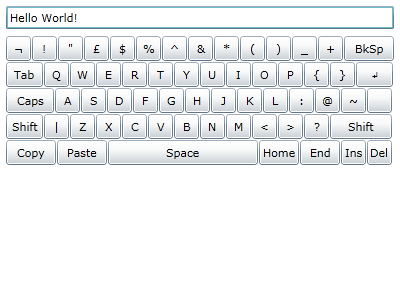 Hello World!
¬ ! " £ $ % ^ & * ( ) _ + BkSp
Tab Q W E R T Y U I O P { } ↲
Caps A S D F G H J K L : @ ~
Shift | Z X C V B N M < > ? Shift
Copy Paste Space Home End Ins Del